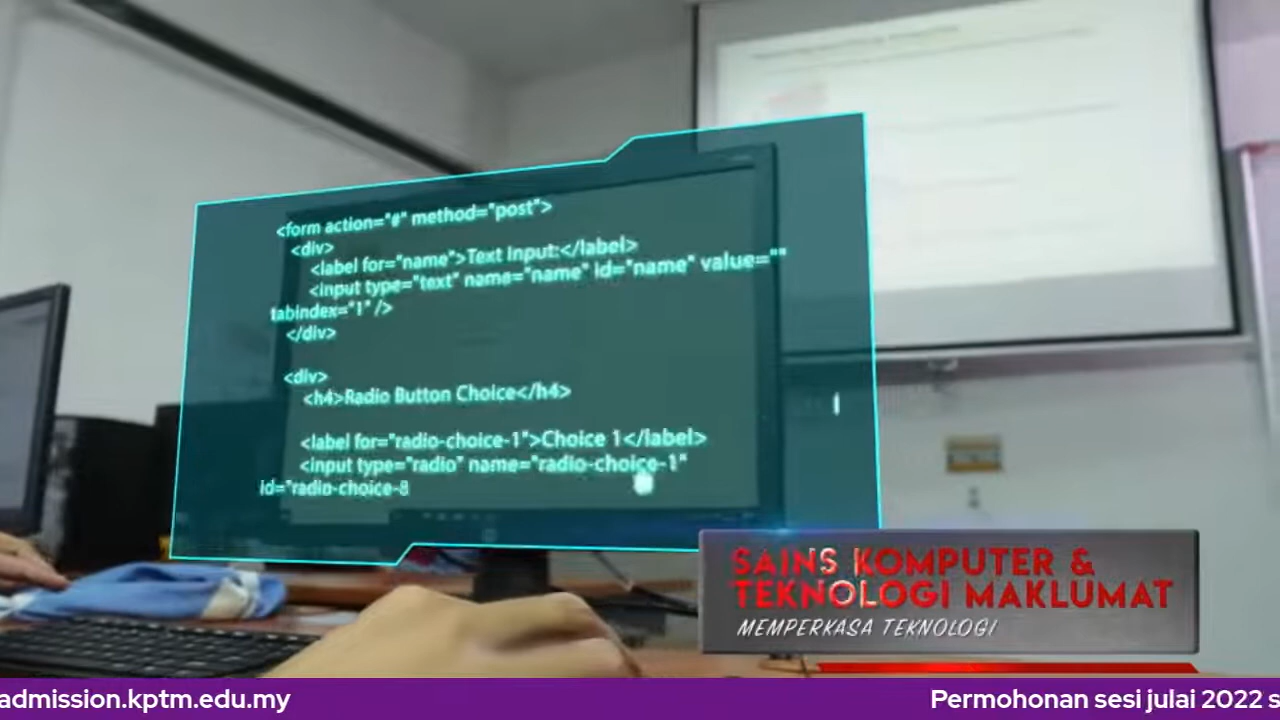 <form action="#" method="post">
<div>
<label for="name">Text Input:</label>
<input type="text" name="name" id="name" value=""
tabindex="1" />
</div>
<div>
<h4>Radio Button Choice</h4>
<label for="radio-choice-1">Choice 1</label>
<input type="radio" name="radio-choice-1"
id="radio-choice-8
SAINS KOMPUTER &
TEKNOLOGI MAKLUMAT
MEMPERKASA TEKNOLOGI
admission.kptm.edu.my
Permohonan sesi julai 2022 s